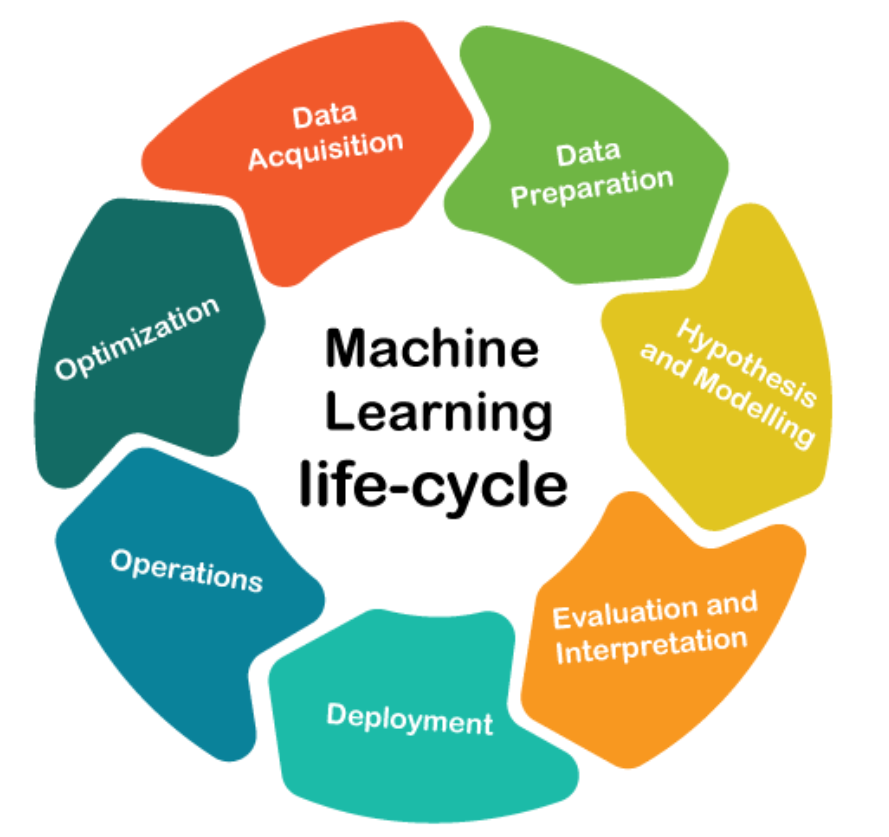 Data
Acquisition
Data
Preparation
Hypothesis
and Modelling
Evaluation and
Interpretation
Deployment
Operations
Optimization
Machine
Learning
life-cycle